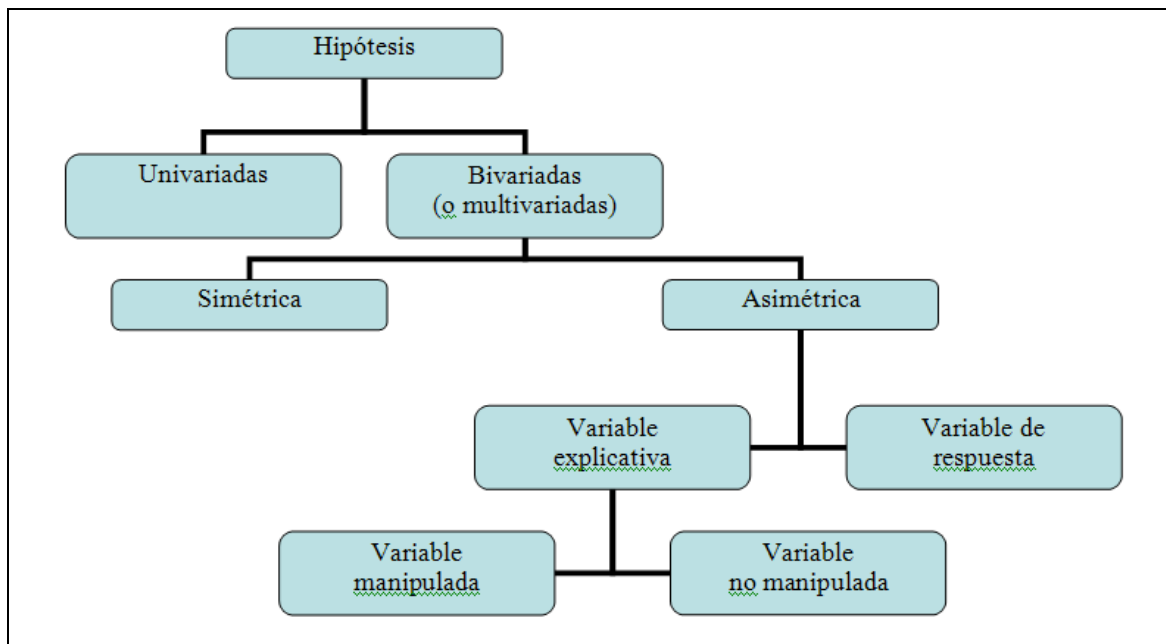 Hipótesis
Univariadas
Bivariadas
(o multivariadas)
Simétrica
Asimétrica
Variable
explicativa
Variable de
respuesta
Variable
manipulada
Variable
no manipulada